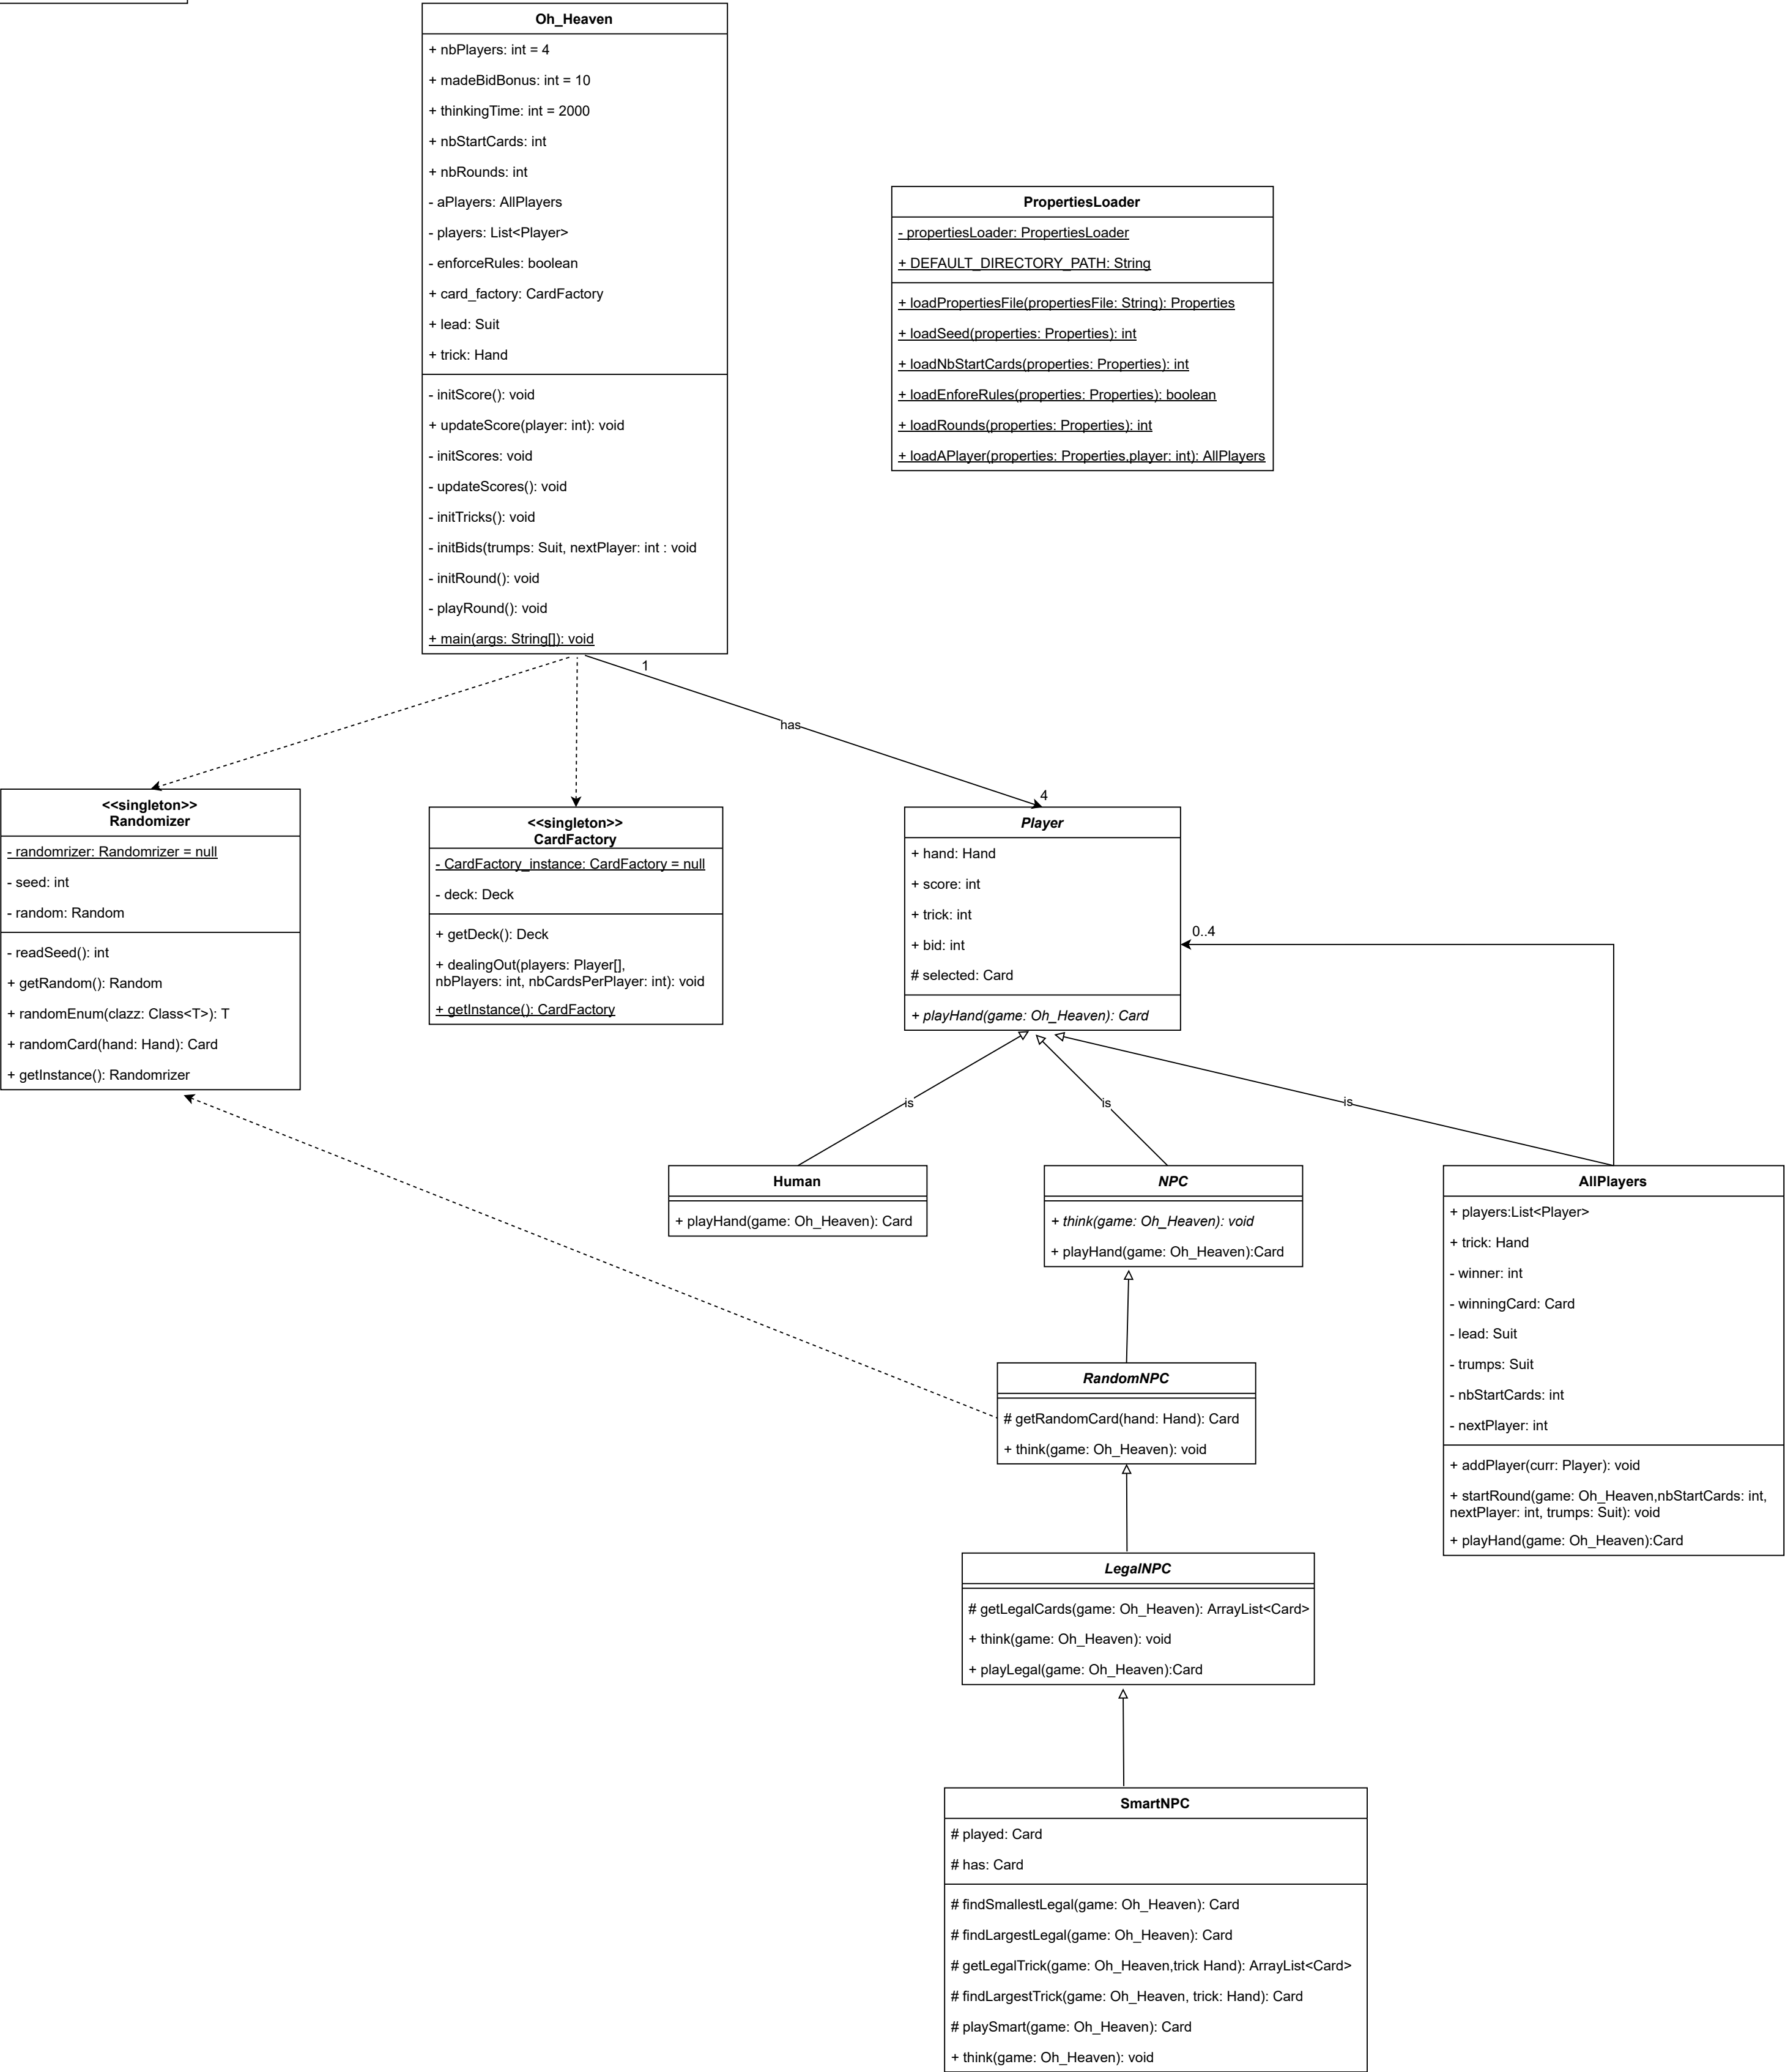 Oh_Heaven
+ nbPlayers: int = 4
+ madeBidBonus: int = 10
+ thinkingTime: int = 2000
+ nbStartCards: int
+ nbRounds: int
- aPlayers: AllPlayers
- players: List<Player>
- enforceRules: boolean
+ card_factory: CardFactory
+ lead: Suit
+ trick: Hand
- initScore(): void
+ updateScore(player: int): void
- initScores: void
- updateScores(): void
- initTricks(): void
- initBids(trumps: Suit, nextPlayer: int : void
- initRound(): void
- playRound(): void
+ main(args: String[]): void
PropertiesLoader
- propertiesLoader: PropertiesLoader
+ DEFAULT_DIRECTORY_PATH: String
+ loadPropertiesFile(propertiesFile: String): Properties
+ loadSeed(properties: Properties): int
+ loadNbStartCards(properties: Properties): int
+ loadEnforeRules(properties: Properties): boolean
+ loadRounds(properties: Properties): int
+ loadAPlayer(properties: Properties,player: int): AllPlayers
1
has
4
<<singleton>>
Randomizer
- randomrizer: Randomrizer = null
- seed: int
- random: Random
- readSeed(): int
+ getRandom(): Random
+ randomEnum(clazz: Class<T>): T
+ randomCard(hand: Hand): Card
+ getInstance(): Randomrizer
<<singleton>>
CardFactory
- CardFactory_instance: CardFactory = null
- deck: Deck
+ getDeck(): Deck
+ dealingOut(players: Player[],
nbPlayers: int, nbCardsPerPlayer: int): void
+ getInstance(): CardFactory
Player
+ hand: Hand
+ score: int
+ trick: int
+ bid: int
# selected: Card
+ playHand(game: Oh_Heaven): Card
0..4
is
is
is
Human
+ playHand(game: Oh_Heaven): Card
NPC
+ think(game: Oh_Heaven): void
+ playHand(game: Oh_Heaven):Card
AllPlayers
+ players:List<Player>
+ trick: Hand
- winner: int
- winningCard: Card
- lead: Suit
- trumps: Suit
- nbStartCards: int
- nextPlayer: int
+ addPlayer(curr: Player): void
+ startRound(game: Oh_Heaven,nbStartCards: int,
nextPlayer: int, trumps: Suit): void
+ playHand(game: Oh_Heaven):Card
RandomNPC
# getRandomCard(hand: Hand): Card
+ think(game: Oh_Heaven): void
LegalNPC
# getLegalCards(game: Oh_Heaven): ArrayList<Card>
+ think(game: Oh_Heaven): void
+ playLegal(game: Oh_Heaven):Card
SmartNPC
# played: Card
# has: Card
# findSmallestLegal(game: Oh_Heaven): Card
# findLargestLegal(game: Oh_Heaven): Card
# getLegalTrick(game: Oh_Heaven,trick Hand): ArrayList<Card>
# findLargestTrick(game: Oh_Heaven, trick: Hand): Card
# playSmart(game: Oh_Heaven): Card
+ think(game: Oh_Heaven): void